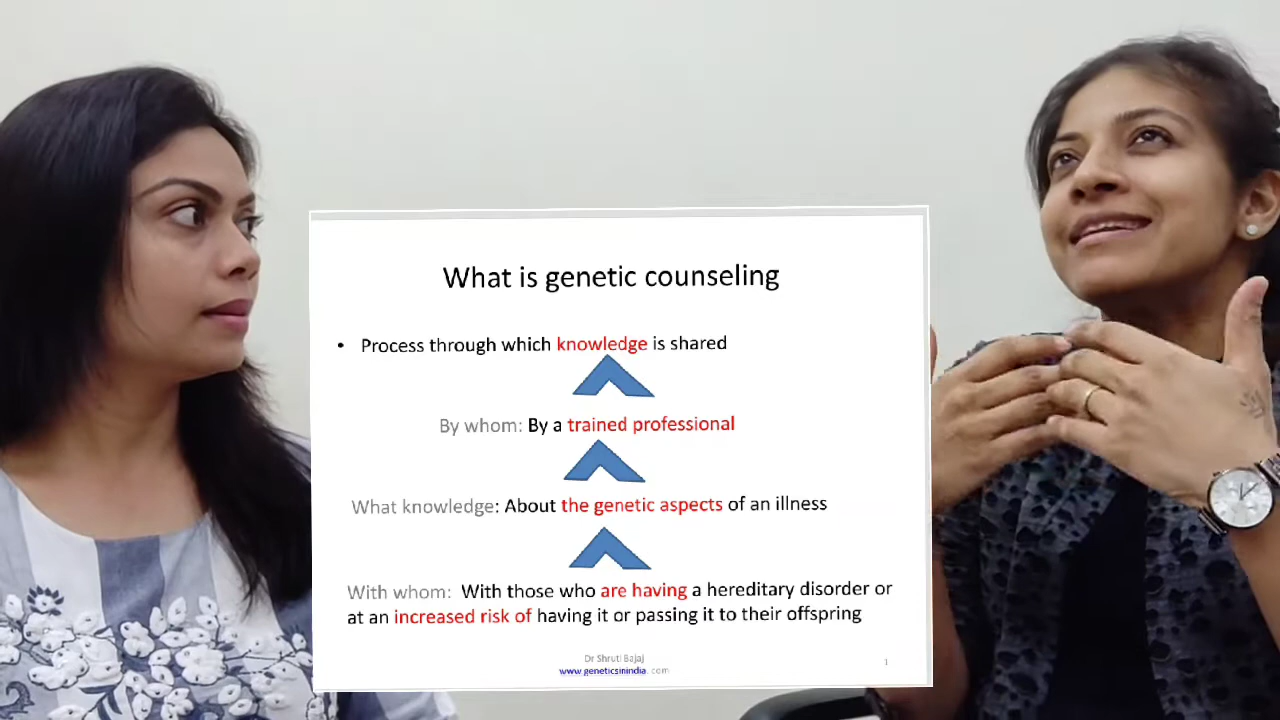 What is genetic counseling
• Process through which knowledge is shared
By whom: By a trained professional
What knowledge: About the genetic aspects of an illness
With whom: With those who are having a hereditary disorder or
at an increased risk of having it or passing it to their offspring
Dr Shruti Bajaj
www.geneticsinindia. com
1